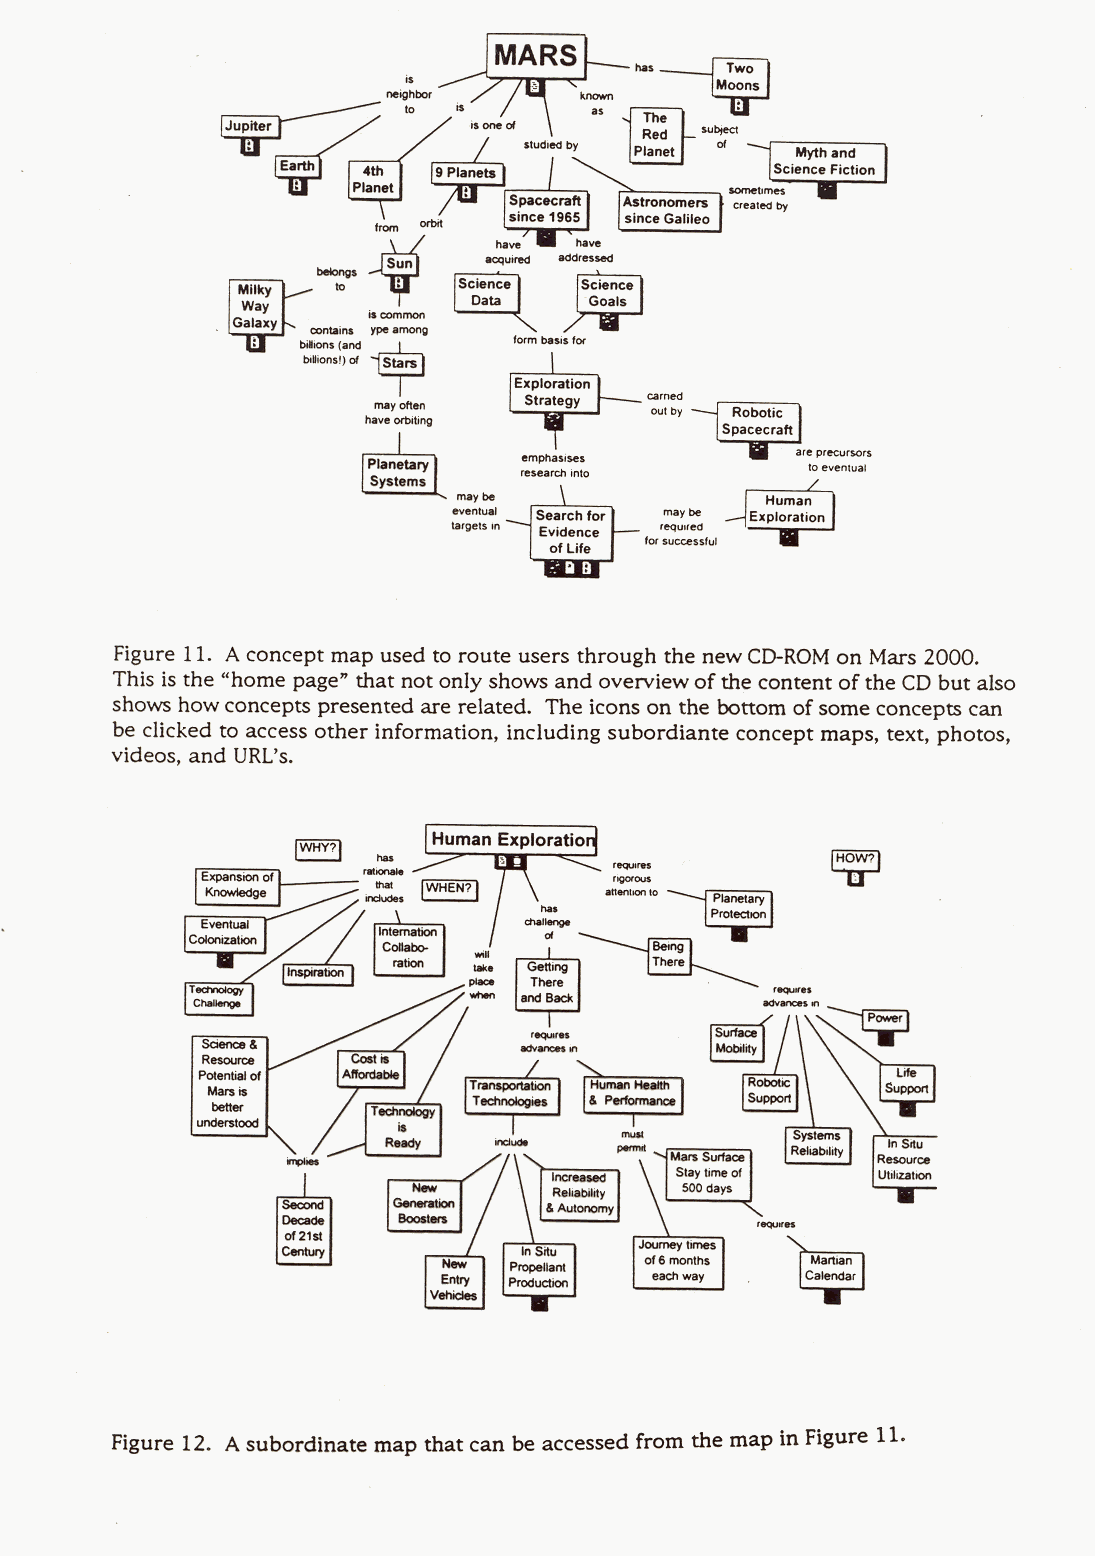 MARS
has
Two
Moons
is
neighbor
to
is
is one of
known
as
studied by
Jupiter
Earth
4th
Planet
9 Planets
The
Red
Planet
subject
of
Myth and
Science Fiction
Spacecraft
since 1965
Astronomers
since Galileo
sometimes
created by
from
orbit
have
acquired
have
addressed
Sun
belongs
to
Milky
Way
Galaxy
contains
billions (and
billions!) of
is common
ype among
Stars
Science
Data
Science
Goals
form basis for
may often
have orbiting
Exploration
Strategy
carried
out by
Robotic
Spacecraft
are precursors
to eventual
Planetary
Systems
emphasises
research into
may be
eventual
targets in
Search for
Evidence
of Life
may be
required
for successful
Human
Exploration
Figure 11. A concept map used to route users through the new CD-ROM on Mars 2000.
This is the “home page” that not only shows and overview of the content of the CD but also
shows how concepts presented are related. The icons on the bottom of some concepts can
be clicked to access other information, including subordiante concept maps, text, photos,
videos, and URL’s.
Human Exploration
WHY?
has
rationale
that
includes
WHEN?
requires
rigorous
attention to
HOW?
Expansion of
Knowledge
Eventual
Colonization
Technology
Challenge
Inspiration
Internation
Collabo-
ration
will
take
place
when
has
challenge
of
Planetary
Protection
Getting
There
and Back
Being
There
requires
advances in
Power
Surface
Mobility
Robotic
Support
Systems
Reliability
Life
Support
In Situ
Resource
Utilization
Science &
Resource
Potential of
Mars is
better
understood
Cost is
Affordable
Technology
is
Ready
implies
Second
Decade
of 21st
Century
requires
advances in
Transportation
Technologies
Human Health
& Performance
include
must
permit
New
Generation
Boosters
Increased
Reliability
& Autonomy
New
Entry
Vehicles
In Situ
Propellant
Production
Mars Surface
Stay time of
500 days
Journey times
of 6 months
each way
requires
Martian
Calendar
Figure 12. A subordinate map that can be accessed from the map in Figure 11.